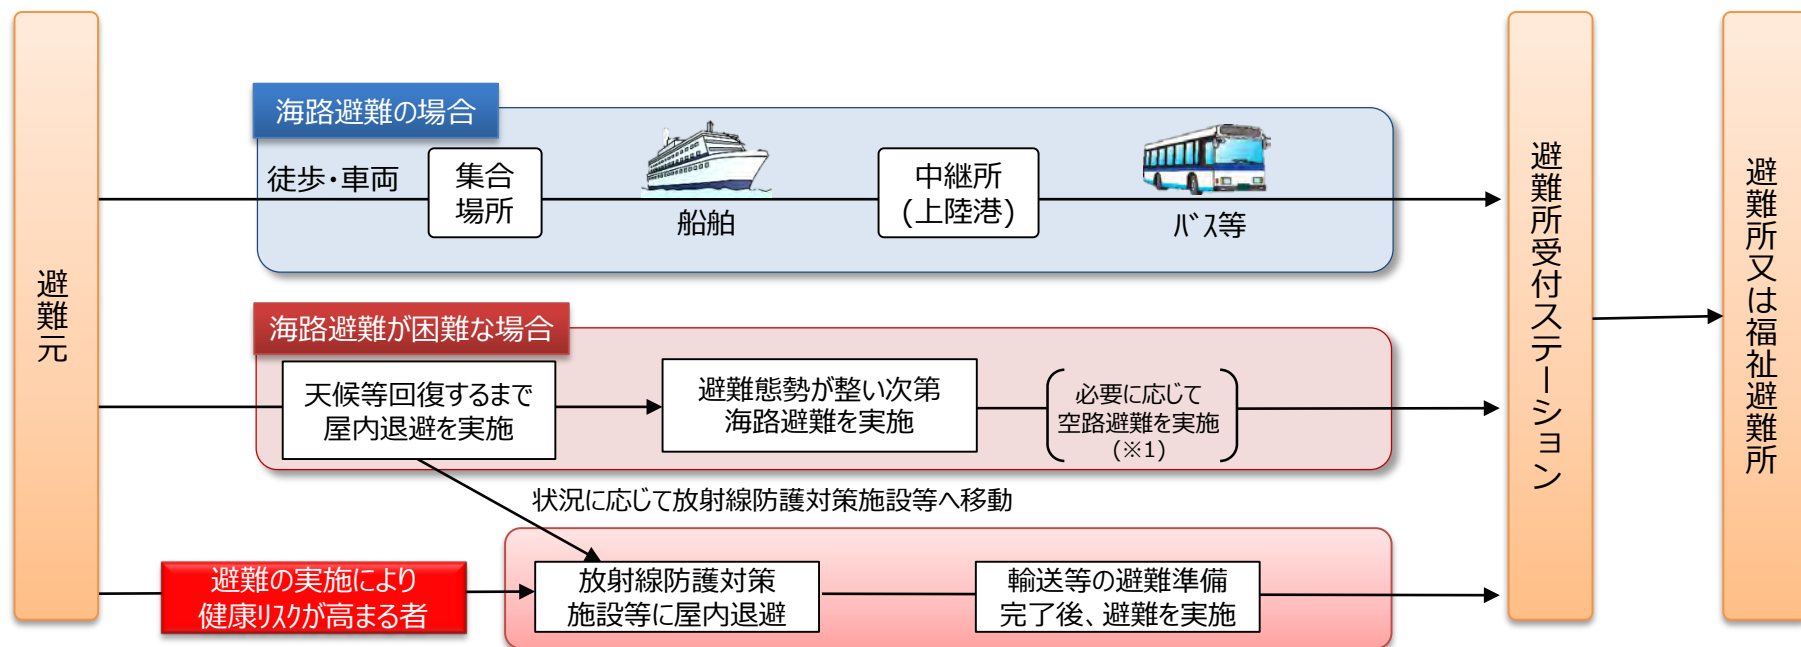 避難元
海路避難の場合
徒歩・車両
集合
場所
船舶
中継所
(上陸港)
バス等
海路避難が困難な場合
天候等回復するまで
屋内退避を実施
避難態勢が整い次第
海路避難を実施
必要に応じて
空路避難を実施
(※1)
状況に応じて放射線防護対策施設等へ移動
避難の実施により
健康リスクが高まる者
放射線防護対策
施設等に屋内退避
輸送等の避難準備
完了後、避難を実施
避難所受付ステーション
避難所又は福祉避難所